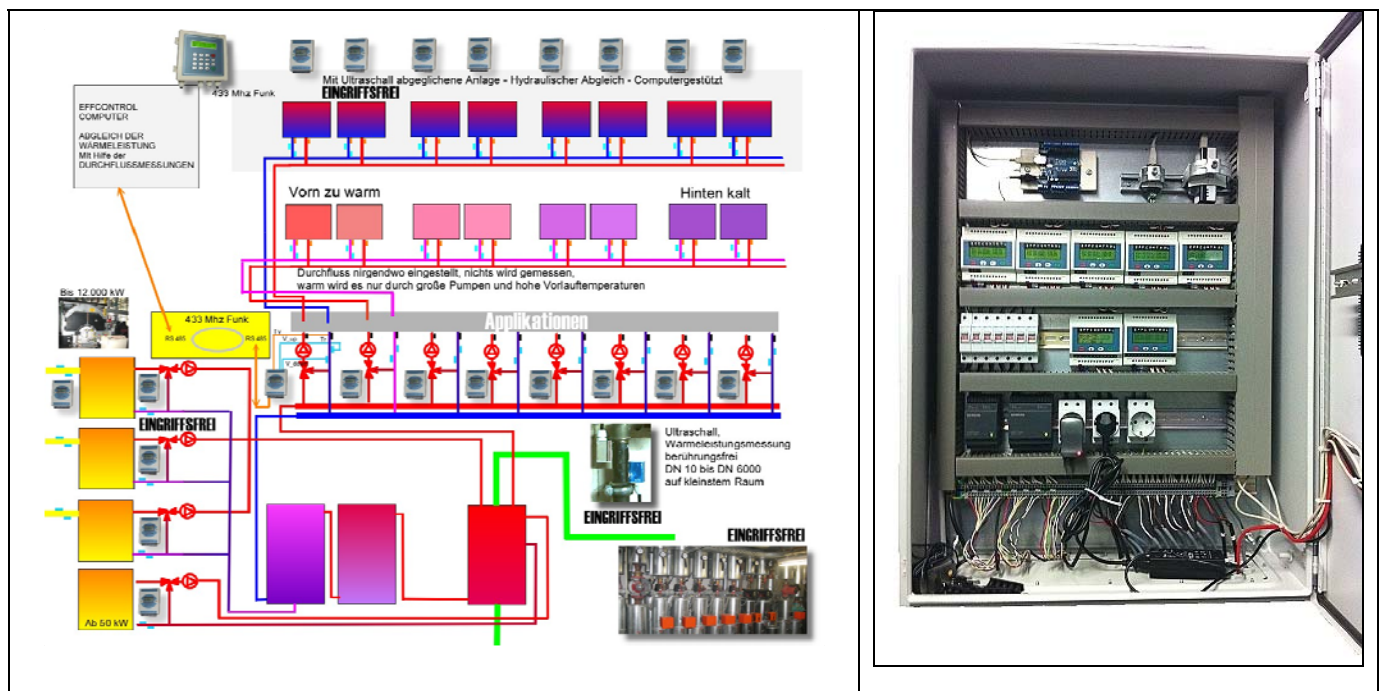 Mit Ultraschall abgeglichene Anlage - Hydraulischer Abgleich - Computergestützt
433 Mhz Funk
EINGRIFFSFREI
EFFCONTROL
COMPUTER
ABGLEICH DER
WÄRMELEISTUNG
Mit Hilfe der
DURCHFLUSSMESSUNGEN
Vorn zu warm
Hinten kalt
Durchfluss nirgendwo eingestellt, nichts wird gemessen,
warm wird es nur durch große Pumpen und hohe Vorlauftemperaturen
Bis 12.000 kW
433 Mhz Funk
RS 485
RS 485
Applikationen
EINGRIFFSFREI
Ultraschall,
Wärmeleistungsmessung
berührungsfrei
DN 10 bis DN 6000
auf kleinstem Raum
EINGRIFFSFREI
EINGRIFFSFREI
Ab 50 kW